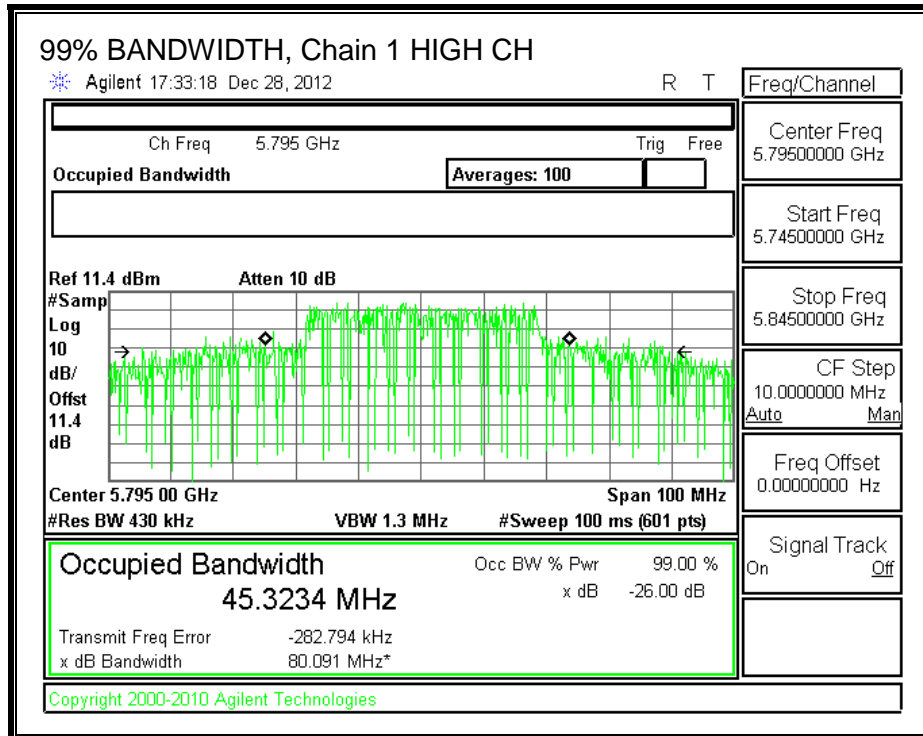 99% BANDWIDTH, Chain 1 HIGH CH
Agilent 17:33:18 Dec 28, 2012 R T
Ch Freq 5.795 GHz Trig Free
Occupied Bandwidth Averages: 100
Ref 11.4 dBm Atten 10 dB
#Samp
Log
10
dB/
Offst
11.4
dB
Center 5.795 00 GHz Span 100 MHz
#Res BW 430 kHz VBW 1.3 MHz #Sweep 100 ms (601 pts)
Occupied Bandwidth
45.3234 MHz
Occ BW % Pwr 99.00 %
x dB -26.00 dB
Transmit Freq Error -282.794 kHz
x dB Bandwidth 80.091 MHz*
Copyright 2000-2010 Agilent Technologies
Freq/Channel
Center Freq
5.79500000 GHz
Start Freq
5.74500000 GHz
Stop Freq
5.84500000 GHz
CF Step
10.0000000 MHz
Auto Man
Freq Offset
0.00000000 Hz
Signal Track
On Off